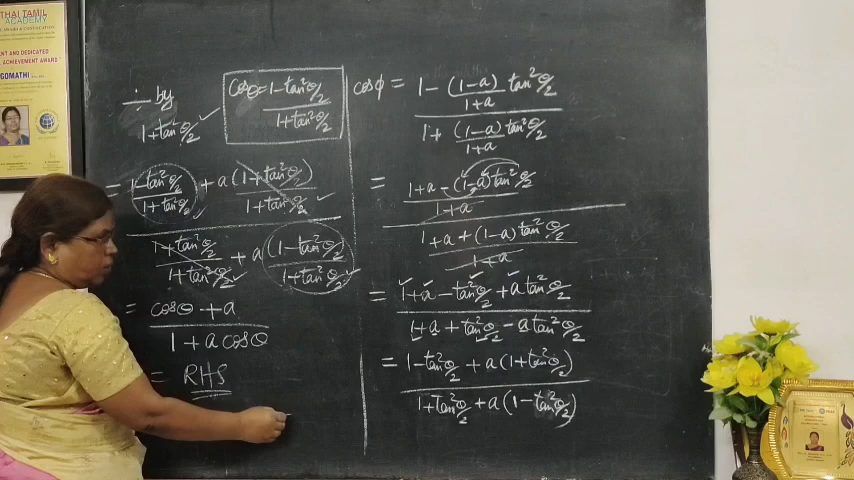 THAI TAMIL
ACADEMY
GOMATHI
÷ by
1+tan²θ/2 ✓
cosθ = 1-tan²θ/2 / 1+tan²θ/2
= 1-tan²θ/2 / 1+tan²θ/2 + a(1+tan²θ/2) / 1+tan²θ/2
1+tan²θ/2 / 1+tan²θ/2 + a(1-tan²θ/2) / 1+tan²θ/2
= cosθ + a
1 + a cosθ
= RHS
cosφ = 1 - (1-a)/1+a tan²θ/2
1 + (1-a)/1+a tan²θ/2
= 1+a-(1-a)tan²θ/2 / 1+a
1+a+(1-a)tan²θ/2 / 1+a
= 1+a-tan²θ/2+atan²θ/2
1+a+tan²θ/2-atan²θ/2
= 1-tan²θ/2 + a(1+tan²θ/2)
1+tan²θ/2 + a(1-tan²θ/2)